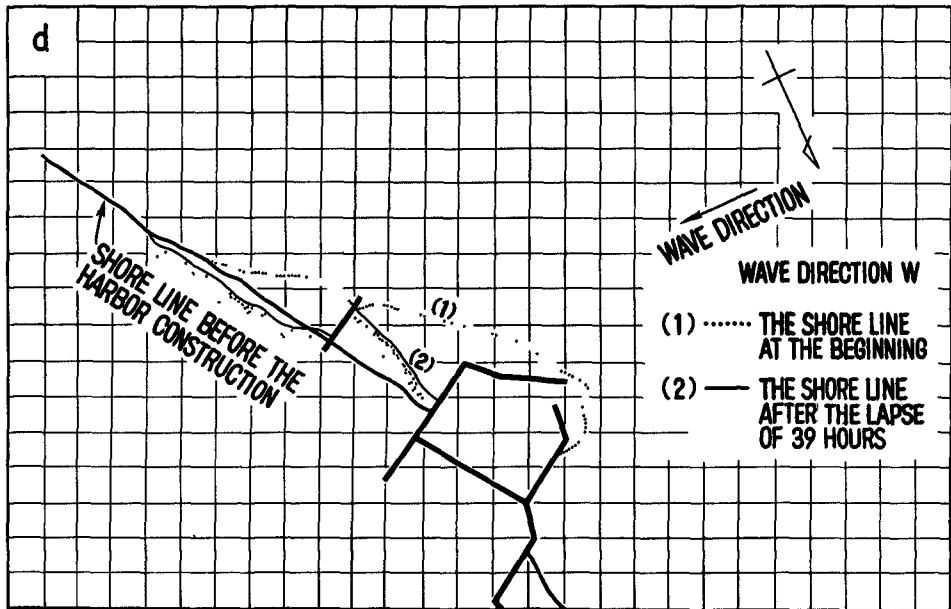 d
SHORE LINE BEFORE THE
HARBOR CONSTRUCTION
(1)
(2)
WAVE DIRECTION
WAVE DIRECTION W
(1) ....... THE SHORE LINE
AT THE BEGINNING
(2) —— THE SHORE LINE
AFTER THE LAPSE
OF 39 HOURS